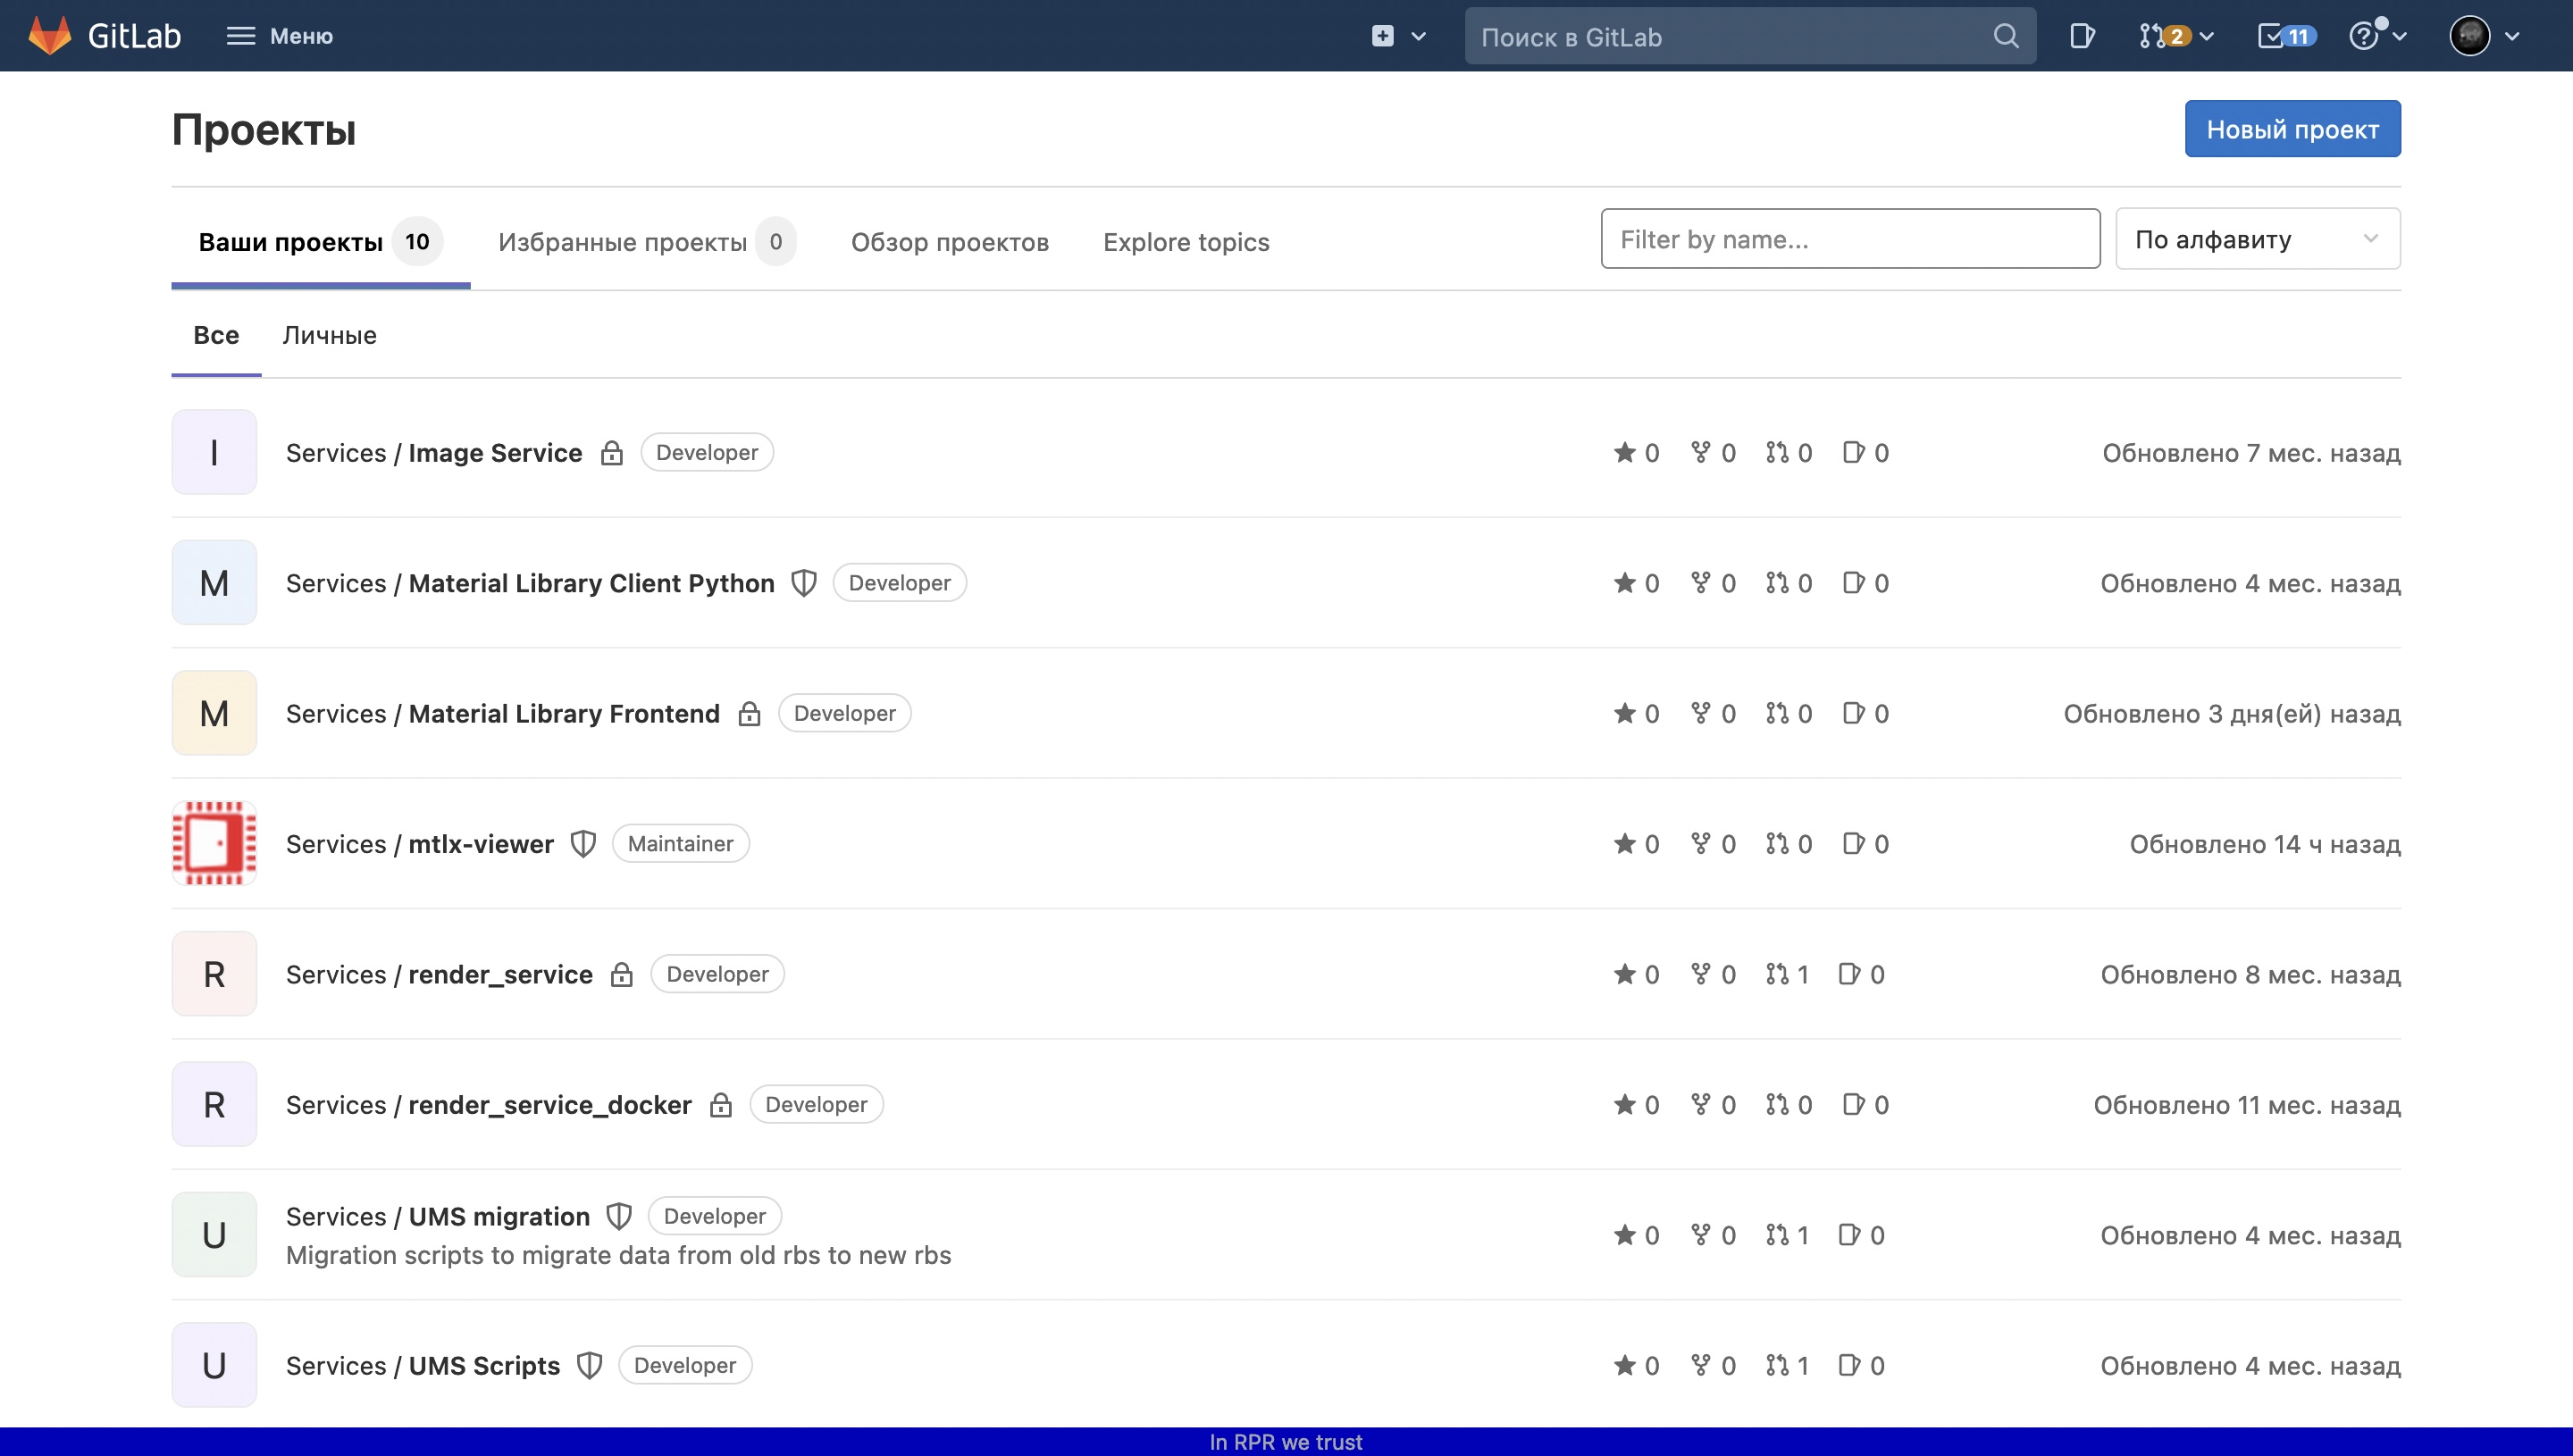 GitLab Меню Поиск в GitLab 2 11
Проекты Новый проект
Ваши проекты 10 Избранные проекты 0 Обзор проектов Explore topics Filter by name... По алфавиту
Все Личные
I Services / Image Service Developer 0 0 0 0 Обновлено 7 мес. назад
M Services / Material Library Client Python Developer 0 0 0 0 Обновлено 4 мес. назад
M Services / Material Library Frontend Developer 0 0 0 0 Обновлено 3 дня(ей) назад
Services / mtlx-viewer Maintainer 0 0 0 0 Обновлено 14 ч назад
R Services / render_service Developer 0 0 1 0 Обновлено 8 мес. назад
R Services / render_service_docker Developer 0 0 0 0 Обновлено 11 мес. назад
U Services / UMS migration Developer 0 0 1 0 Обновлено 4 мес. назад
Migration scripts to migrate data from old rbs to new rbs
U Services / UMS Scripts Developer 0 0 1 0 Обновлено 4 мес. назад
In RPR we trust